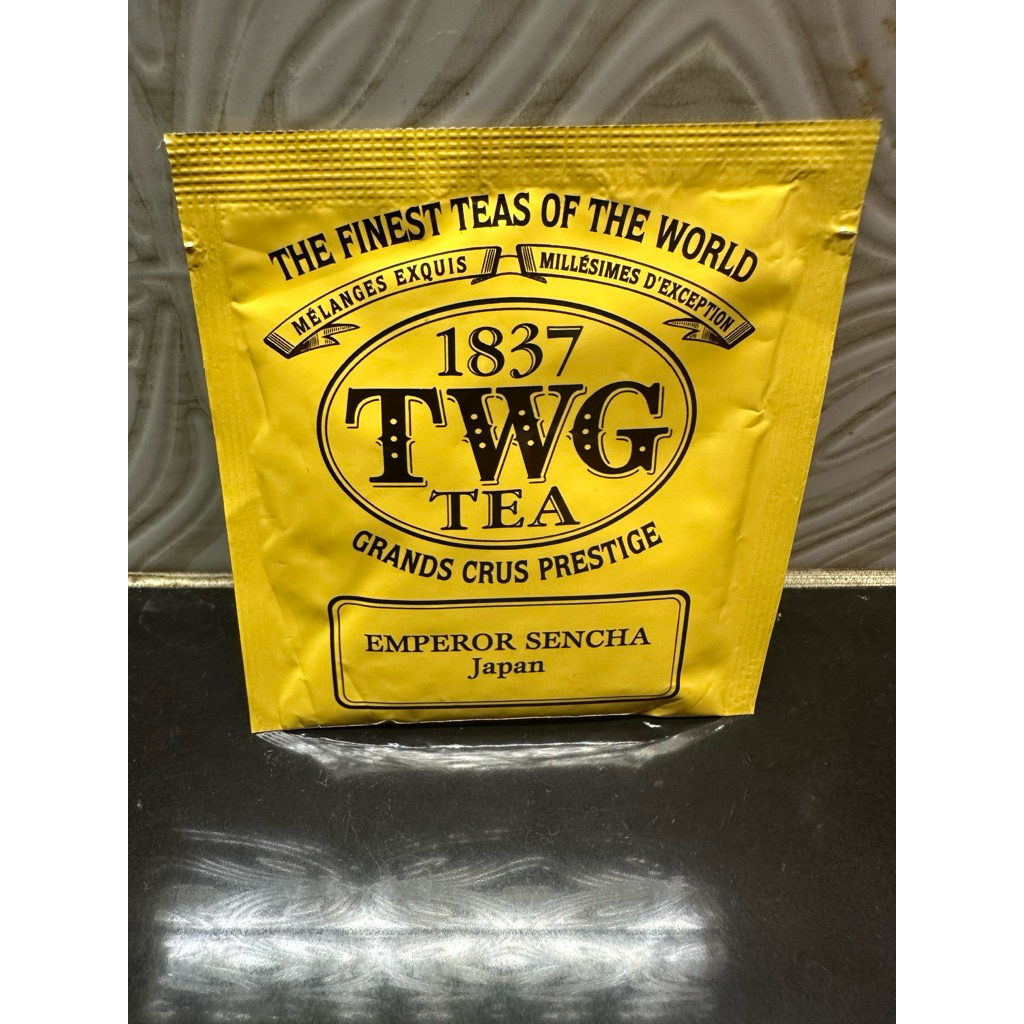 THE FINEST TEAS OF THE WORLD
MÉLANGES EXQUIS MILLÉSIMES D'EXCEPTION
1837
TWG
TEA
GRANDS CRUS PRESTIGE
EMPEROR SENCHA
Japan